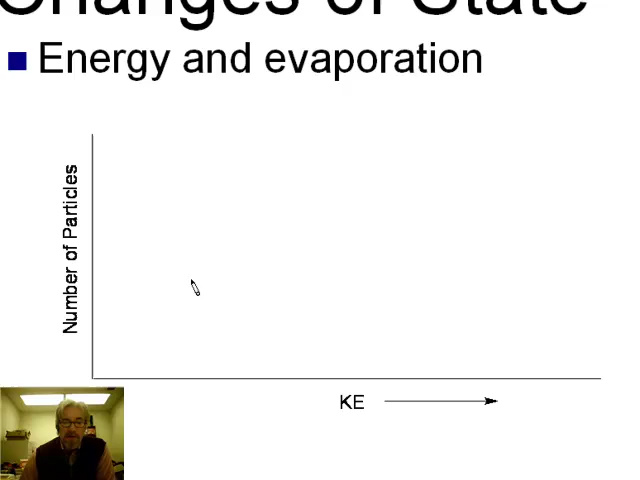 Changes of State
Energy and evaporation
Number of Particles
KE